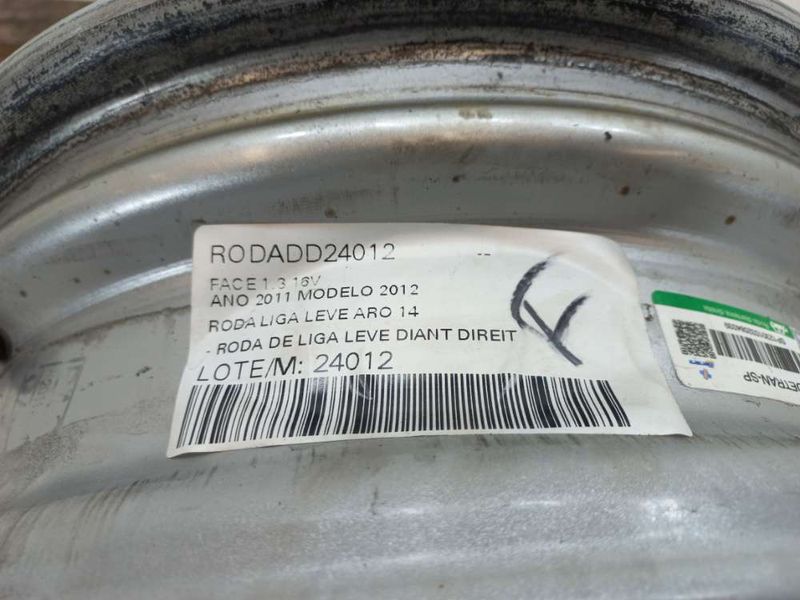 RODADD24012 --
FACE 1.3 16V
ANO 2011 MODELO 2012
RODA LIGA LEVE ARO 14
- RODA DE LIGA LEVE DIANT DIREIT
LOTE/M: 24012
F
DETRAN-SP